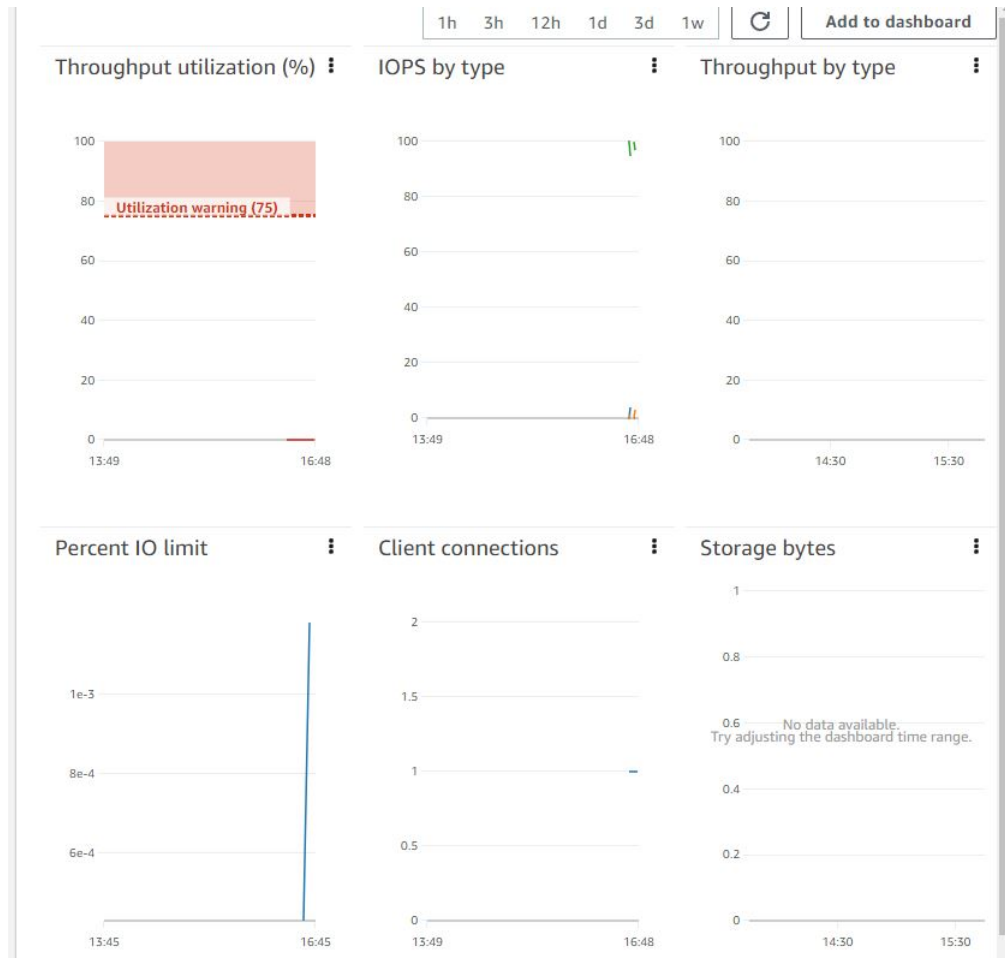 1h 3h 12h 1d 3d 1w Add to dashboard
Throughput utilization (%)
100
80
Utilization warning (75)
60
40
20
0
13:49 16:48
IOPS by type
100
80
60
40
20
0
13:49 16:48
Throughput by type
100
80
60
40
20
0
14:30 15:30
Percent IO limit
1e-3
8e-4
6e-4
13:45 16:45
Client connections
2
1.5
1
0.5
0
13:49 16:48
Storage bytes
1
0.8
0.6
No data available.
Try adjusting the dashboard time range.
0.4
0.2
0
14:30 15:30